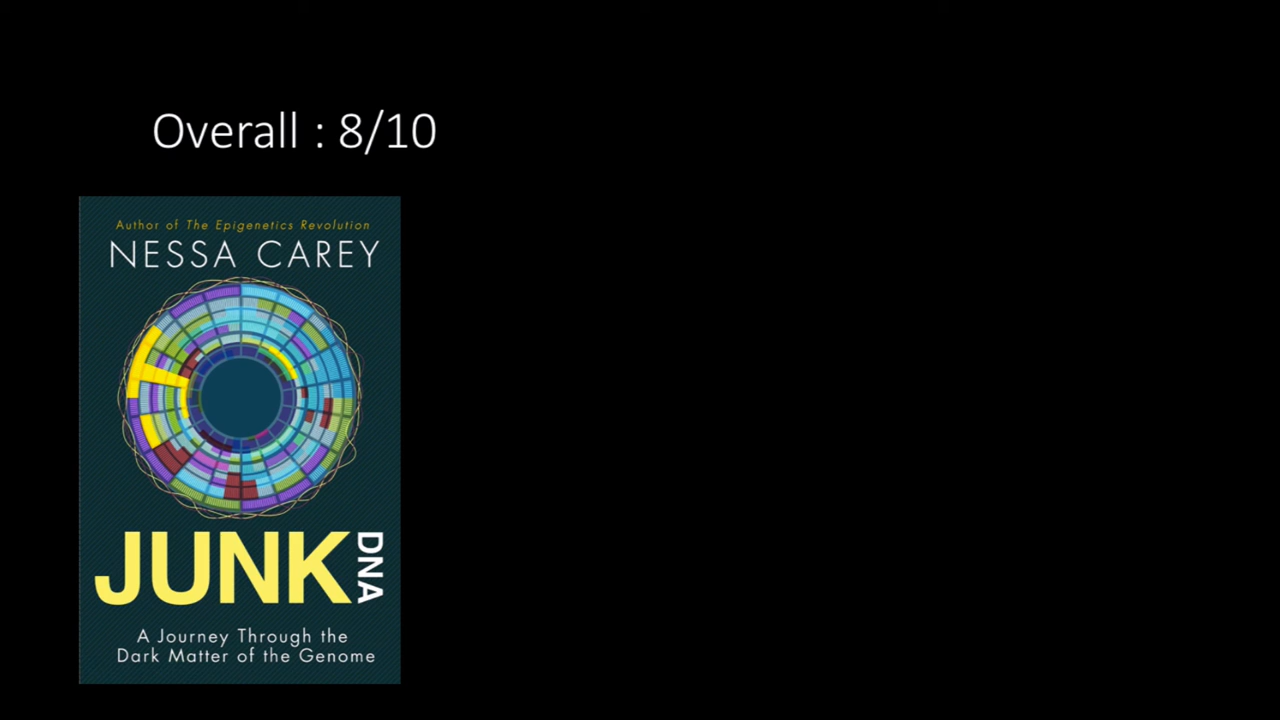 Overall : 8/10
Author of The Epigenetics Revolution
NESSA CAREY
JUNK
DNA
A Journey Through the
Dark Matter of the Genome